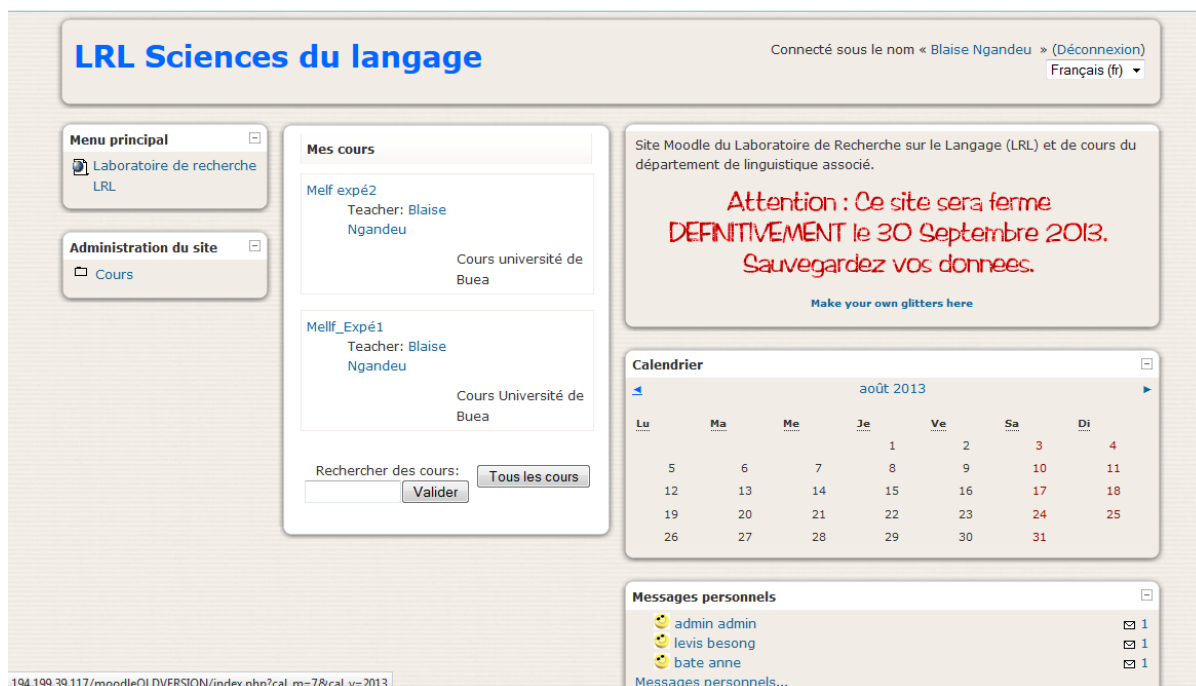 LRL Sciences du langage
Connecté sous le nom « Blaise Ngandeu » (Déconnexion)
Français (fr)
Menu principal
Laboratoire de recherche
LRL
Administration du site
Cours
Mes cours
Melf expé2
Teacher: Blaise
Ngandeu
Cours université de
Buea
Mellf_Expé1
Teacher: Blaise
Ngandeu
Cours Université de
Buea
Rechercher des cours:
Valider
Tous les cours
Site Moodle du Laboratoire de Recherche sur le Langage (LRL) et de cours du
département de linguistique associé.
Attention : Ce site sera ferme
DEFINITIVEMENT le 30 Septembre 2013.
Sauvegardez vos donnees.
Make your own glitters here
Calendrier
◄ août 2013 ►
Lu Ma Me Je Ve Sa Di
1 2 3 4
5 6 7 8 9 10 11
12 13 14 15 16 17 18
19 20 21 22 23 24 25
26 27 28 29 30 31
Messages personnels
admin admin 1
levis besong 1
bate anne 1
Messages personnels...
194.199.39.117/moodleOLDVERSION/index.php?cal_m=7&cal_y=2013